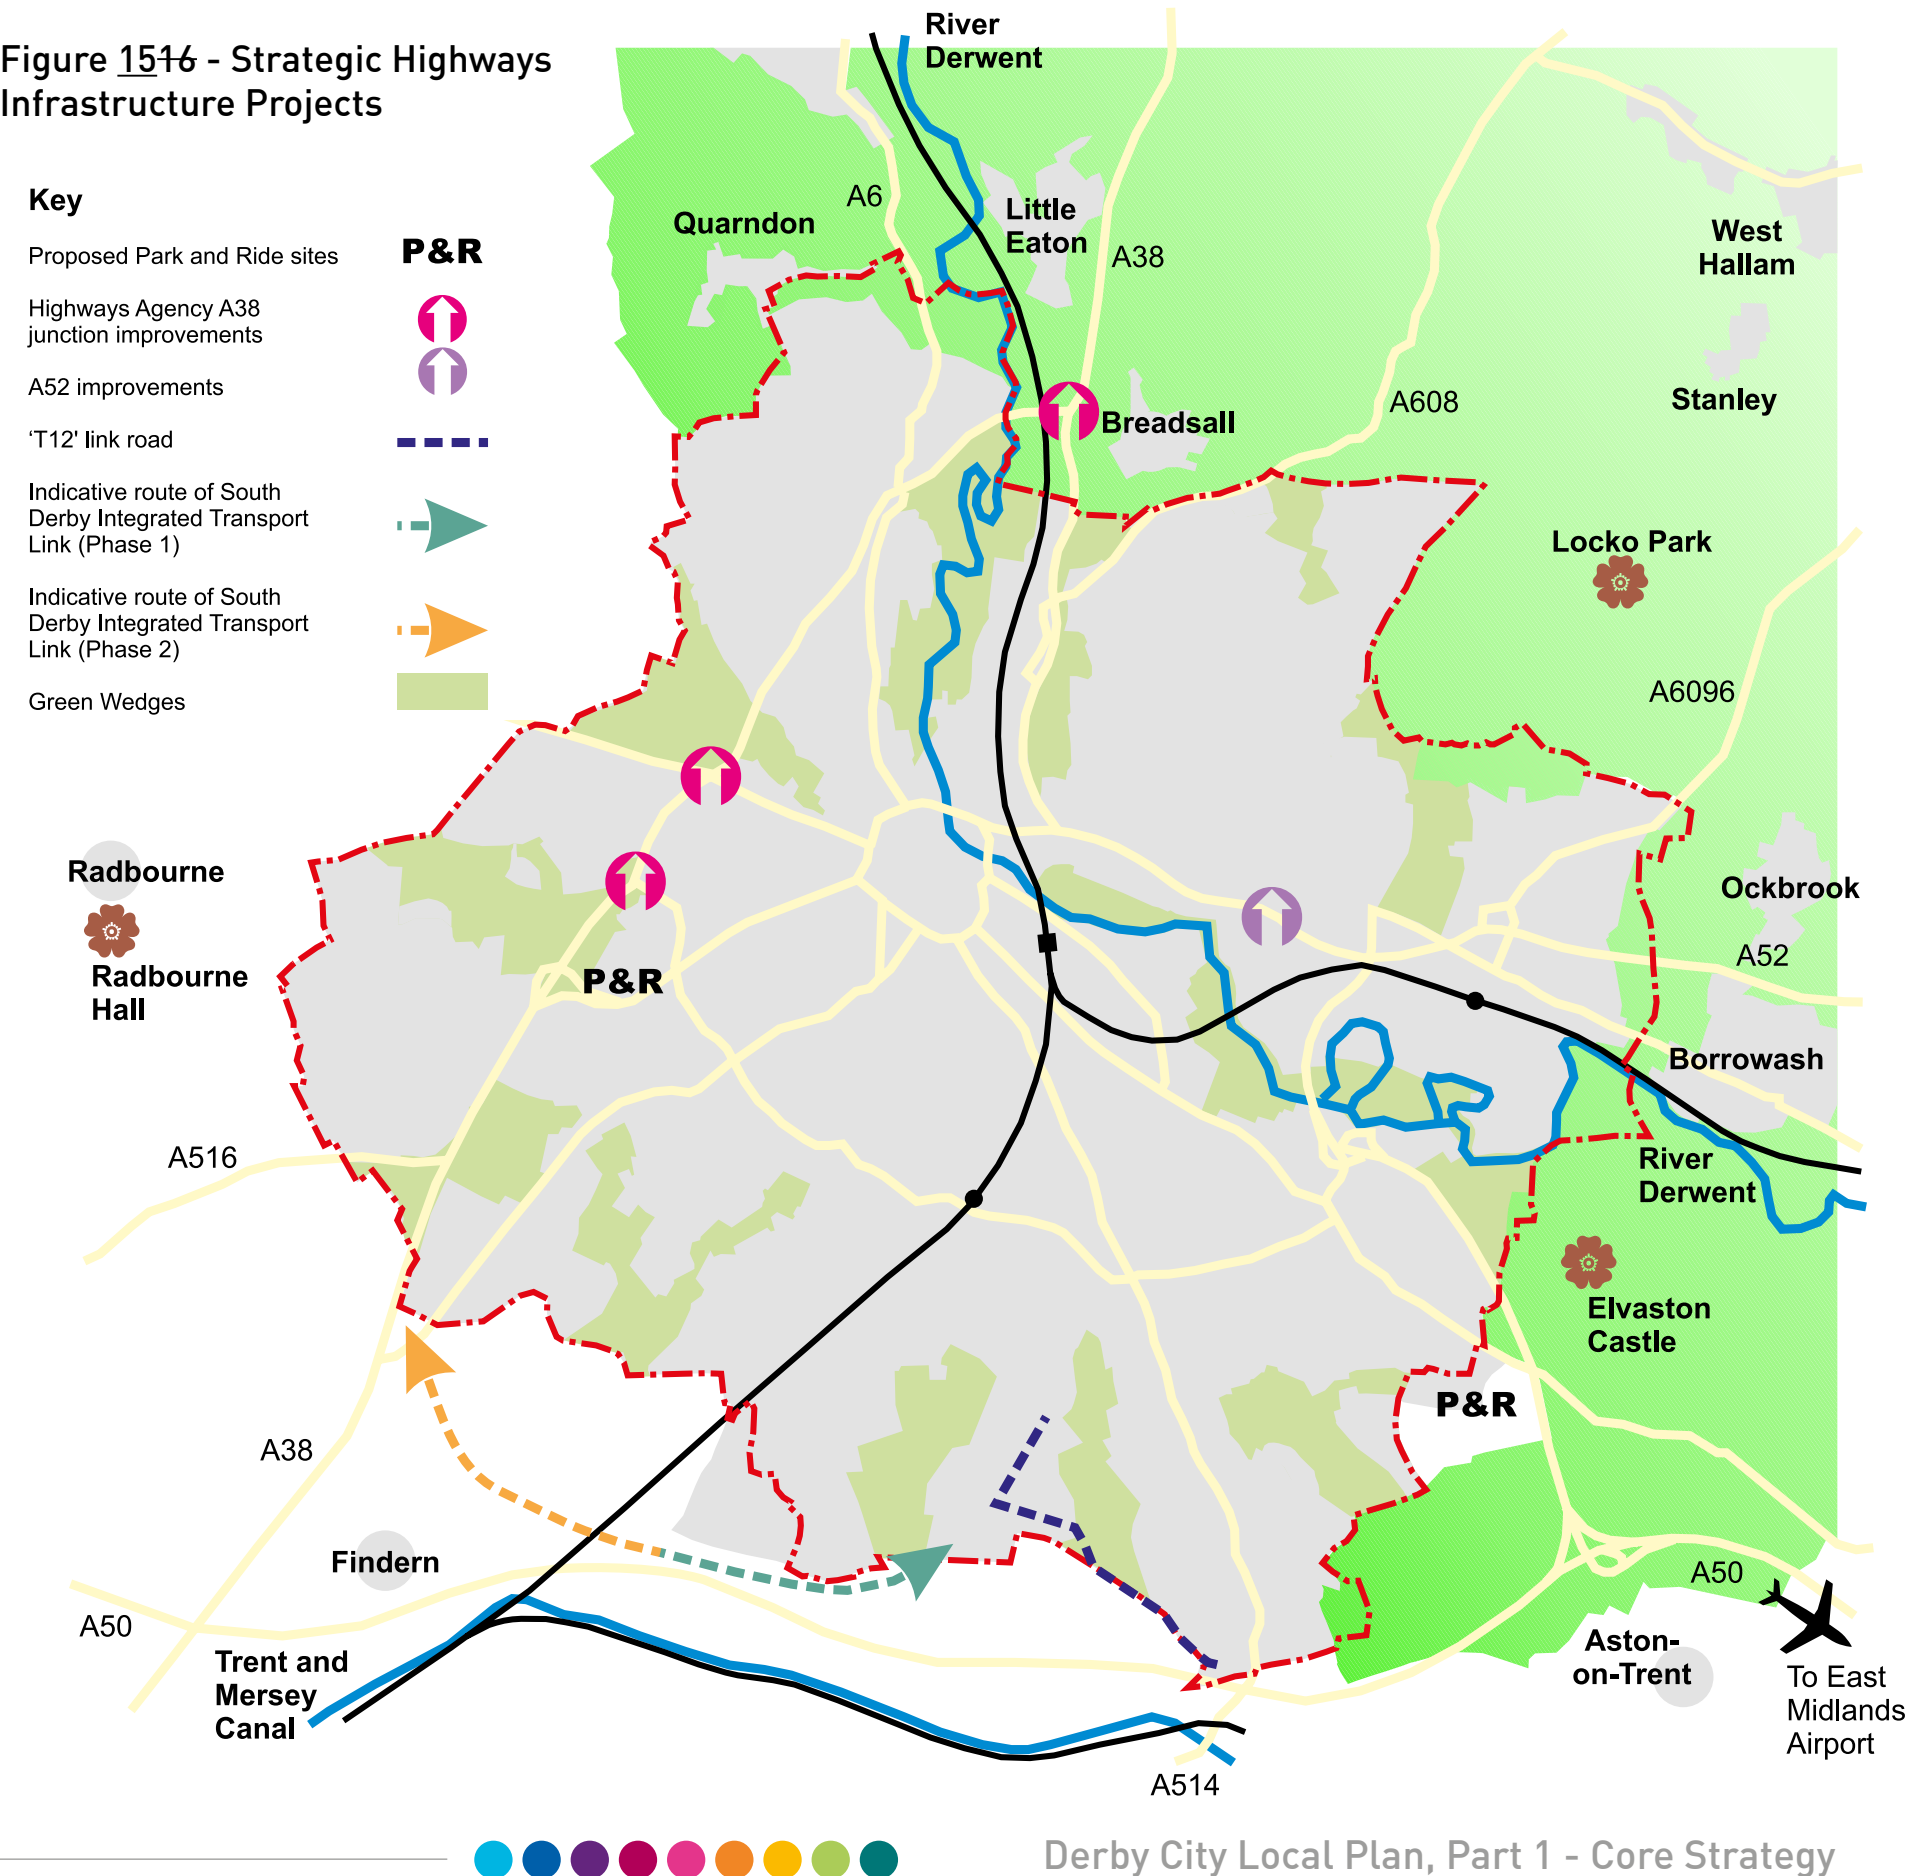 Figure 1516 - Strategic Highways
Infrastructure Projects
Key
Proposed Park and Ride sites
P&R
Highways Agency A38
junction improvements
A52 improvements
‘T12' link road
Indicative route of South
Derby Integrated Transport
Link (Phase 1)
Indicative route of South
Derby Integrated Transport
Link (Phase 2)
Green Wedges
River
Derwent
A6
Quarndon
Little
Eaton
A38
West
Hallam
Breadsall
A608
Stanley
Locko Park
A6096
Radbourne
Radbourne
Hall
P&R
Ockbrook
A52
Borrowash
A516
River
Derwent
Elvaston
Castle
P&R
A38
Findern
A50
Trent and
Mersey
Canal
A50
Aston-
on-Trent
To East
Midlands
Airport
A514
Derby City Local Plan, Part 1 - Core Strategy